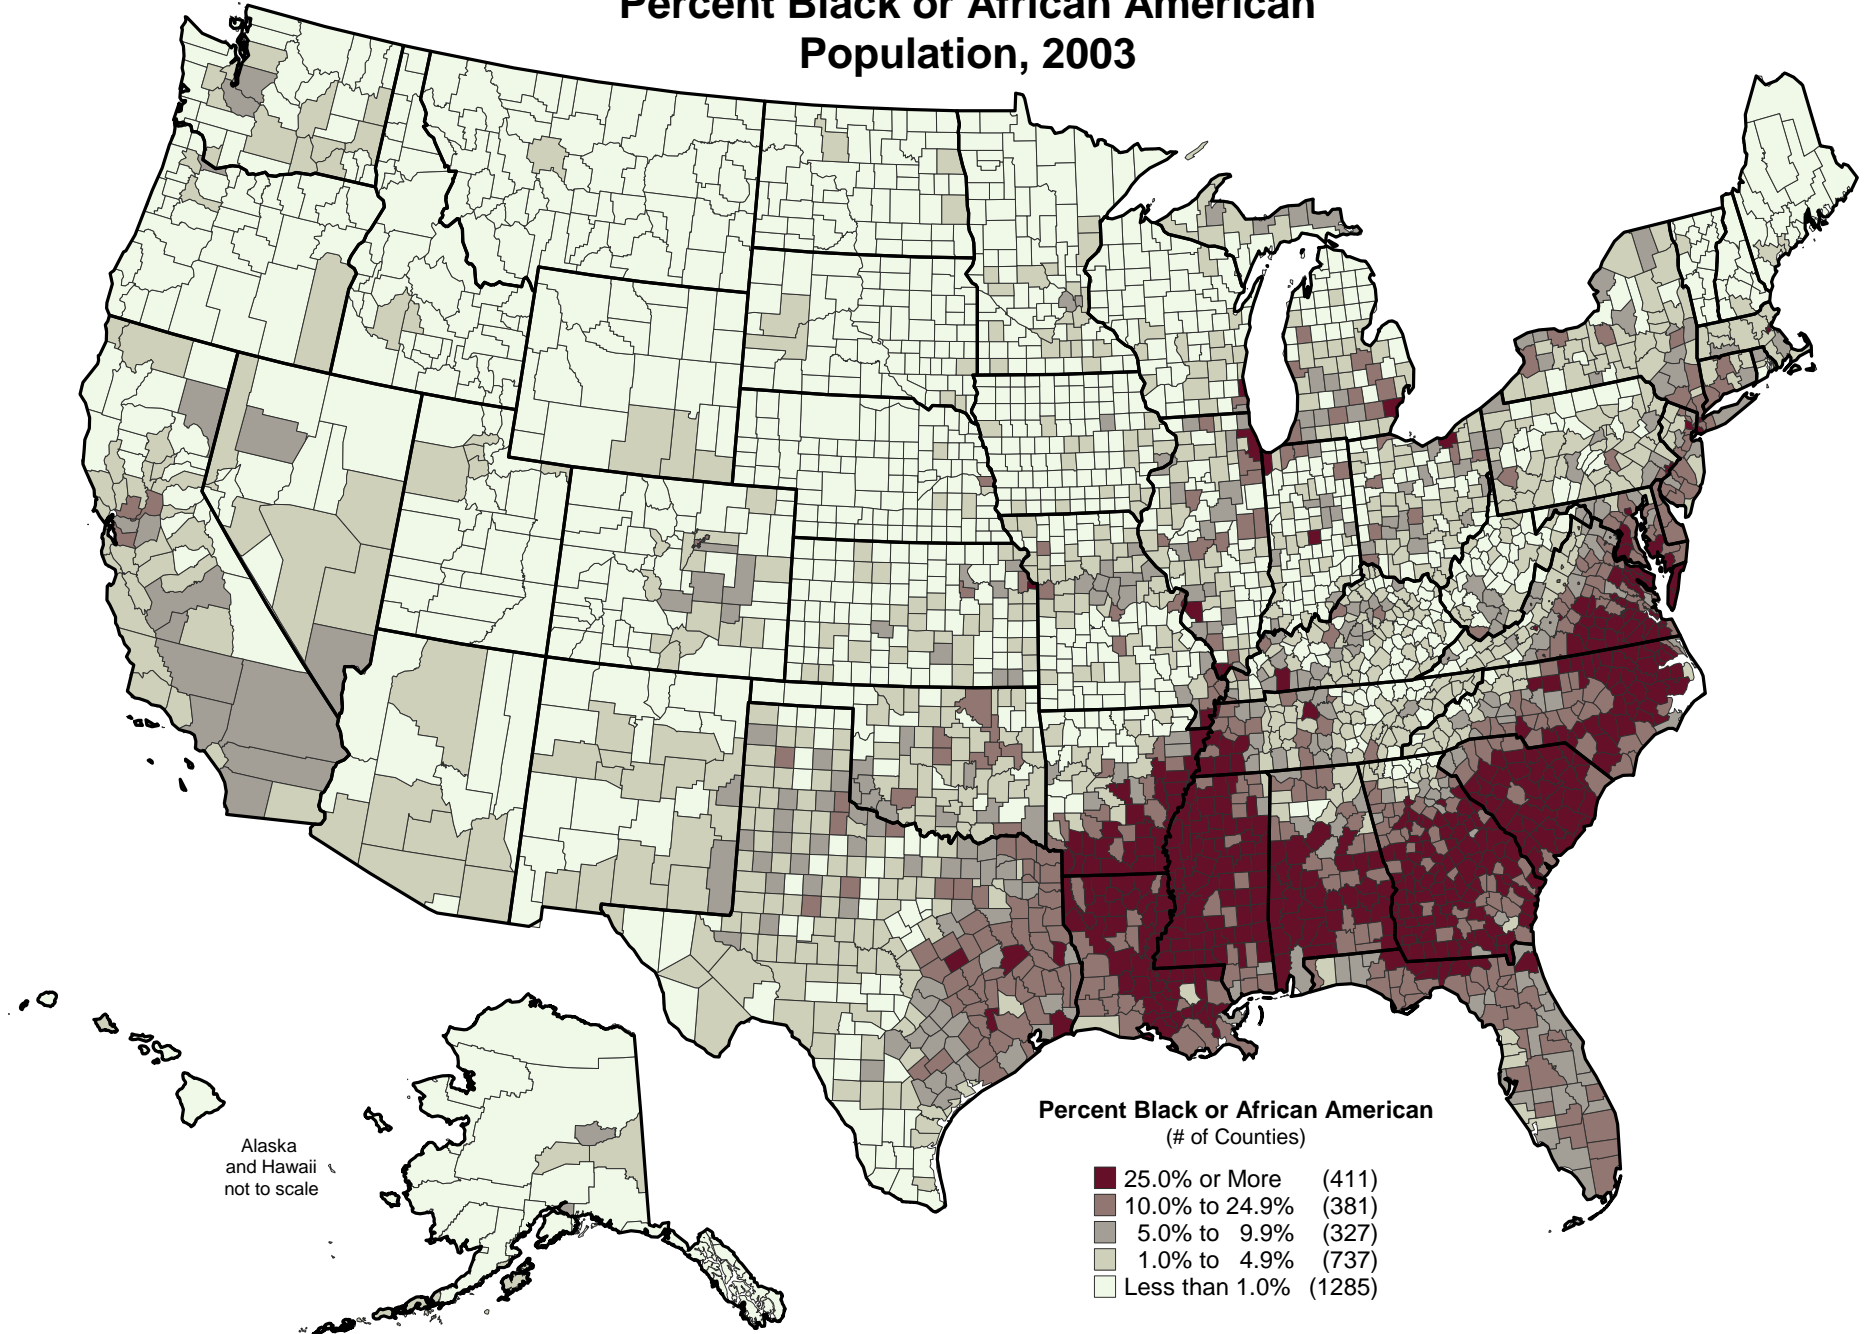 Percent Black or African American
Population, 2003
Alaska
and Hawaii
not to scale
Percent Black or African American
(# of Counties)
25.0% or More (411)
10.0% to 24.9% (381)
5.0% to 9.9% (327)
1.0% to 4.9% (737)
Less than 1.0% (1285)